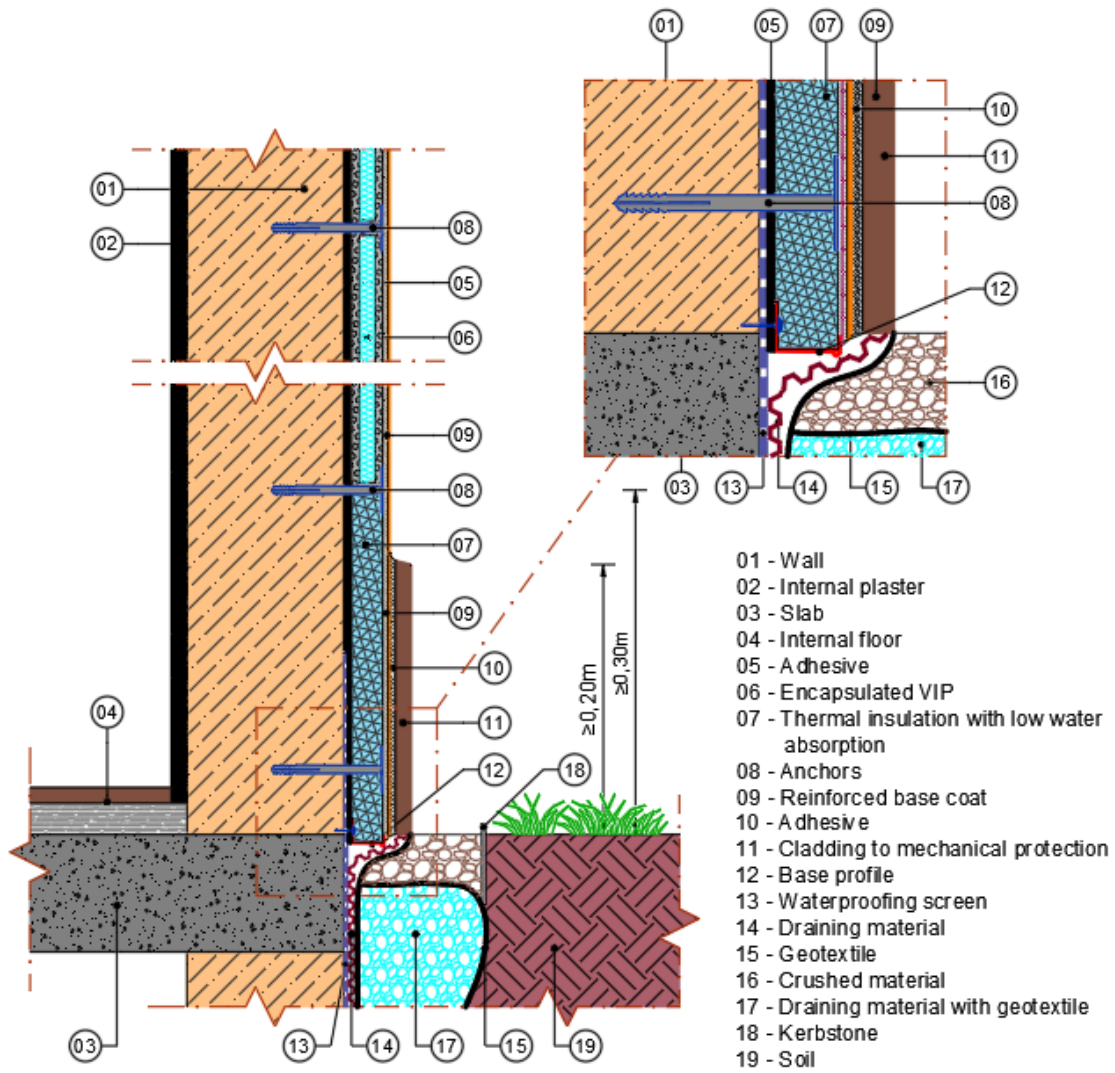 01 05 07 09
10
11
08
12
16
03 13 14 15 17
01
02
08
05
06
09
08
07
09
10
11
12
18
04
≥0,20m
≥0,30m
03 13 14 17 15 19
01 - Wall
02 - Internal plaster
03 - Slab
04 - Internal floor
05 - Adhesive
06 - Encapsulated VIP
07 - Thermal insulation with low water
absorption
08 - Anchors
09 - Reinforced base coat
10 - Adhesive
11 - Cladding to mechanical protection
12 - Base profile
13 - Waterproofing screen
14 - Draining material
15 - Geotextile
16 - Crushed material
17 - Draining material with geotextile
18 - Kerbstone
19 - Soil